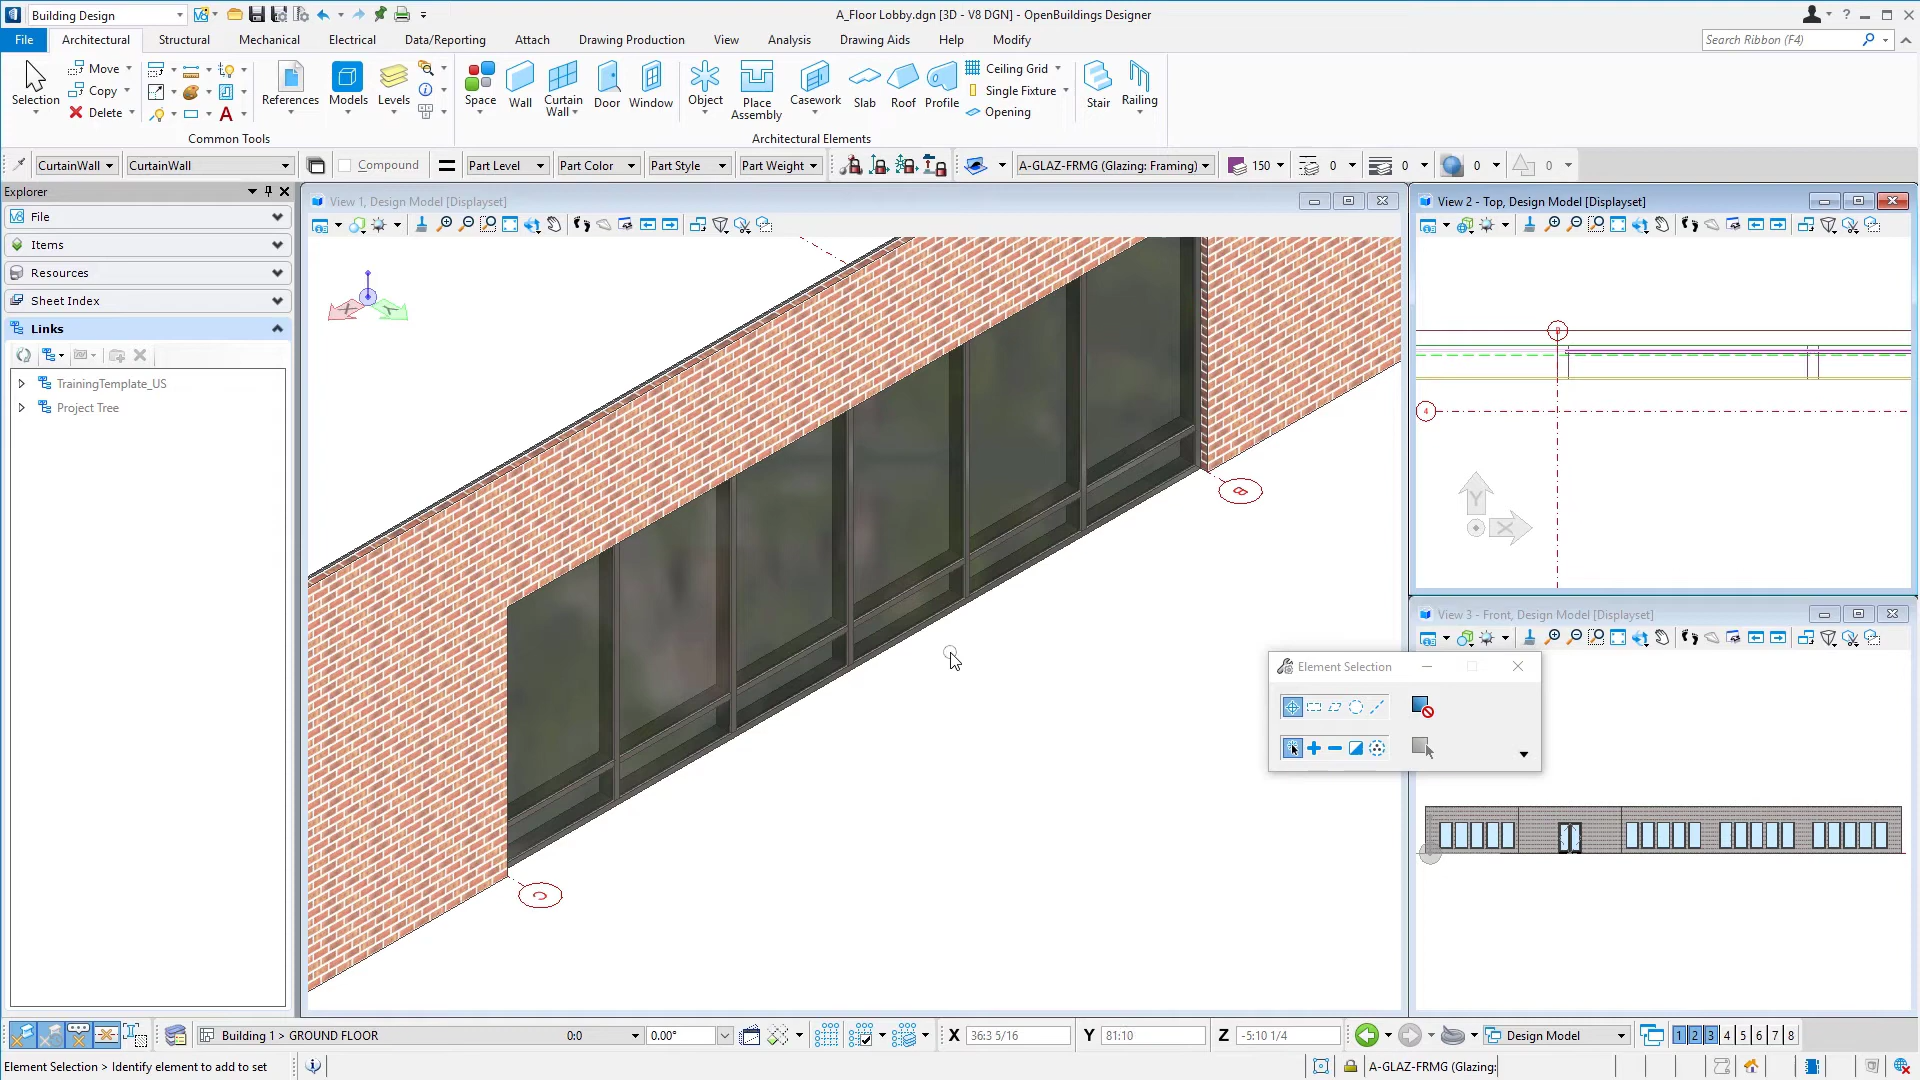 Building Design
A_Floor Lobby.dgn [3D - V8 DGN] - OpenBuildings Designer
File
Architectural
Structural
Mechanical
Electrical
Data/Reporting
Attach
Drawing Production
View
Analysis
Drawing Aids
Help
Modify
Search Ribbon (F4)
Selection
Move
Copy
Delete
References
Models
Levels
Common Tools
Space
Wall
Curtain
Wall
Door
Window
Object
Place
Assembly
Casework
Slab
Roof
Profile
Ceiling Grid
Single Fixture
Opening
Stair
Railing
Architectural Elements
CurtainWall
CurtainWall
Compound
Part Level
Part Color
Part Style
Part Weight
A-GLAZ-FRMG (Glazing: Framing)
150
0
0
0
0
Explorer
File
Items
Resources
Sheet Index
Links
TrainingTemplate_US
Project Tree
View 1, Design Model [Displayset]
B
C
View 2 - Top, Design Model [Displayset]
4
Y
X
View 3 - Front, Design Model [Displayset]
Element Selection
Building 1 > GROUND FLOOR
0:0
0.00°
X
36:3 5/16
Y
81:10
Z
-5:10 1/4
Design Model
1 2 3 4 5 6 7 8
Element Selection > Identify element to add to set
A-GLAZ-FRMG (Glazing: